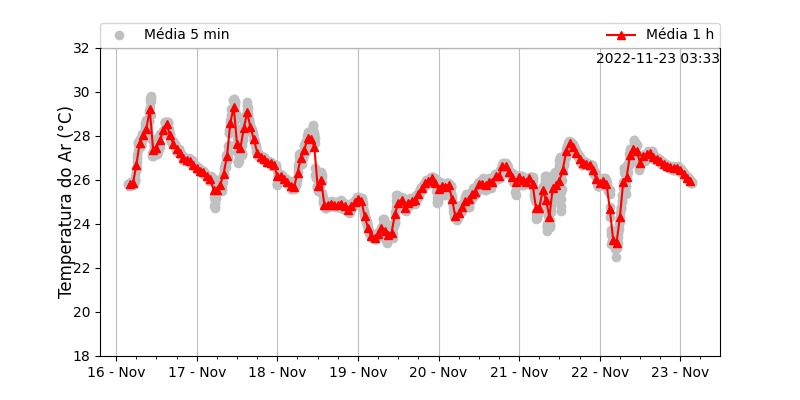 Média 5 min
Média 1 h
2022-11-23 03:33
Temperatura do Ar (°C)
32
30
28
26
24
22
20
18
16 - Nov
17 - Nov
18 - Nov
19 - Nov
20 - Nov
21 - Nov
22 - Nov
23 - Nov